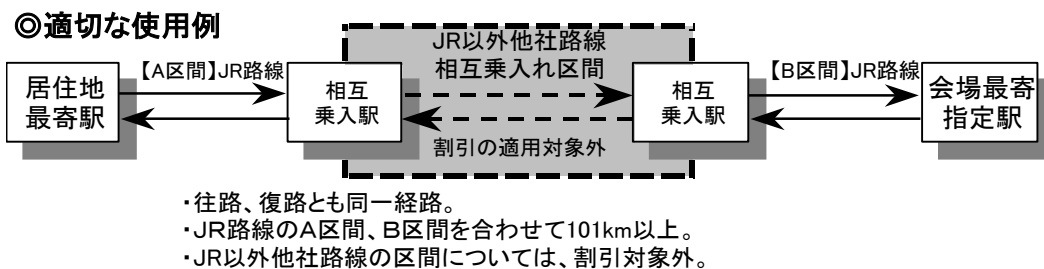 ◎適切な使用例
居住地
最寄駅
【A区間】JR路線
相互
乗入駅
JR以外他社路線
相互乗入れ区間
割引の適用対象外
相互
乗入駅
【B区間】JR路線
会場最寄
指定駅
・往路、復路とも同一経路。
・JR路線のA区間、B区間を合わせて101km以上。
・JR以外他社路線の区間については、割引対象外。